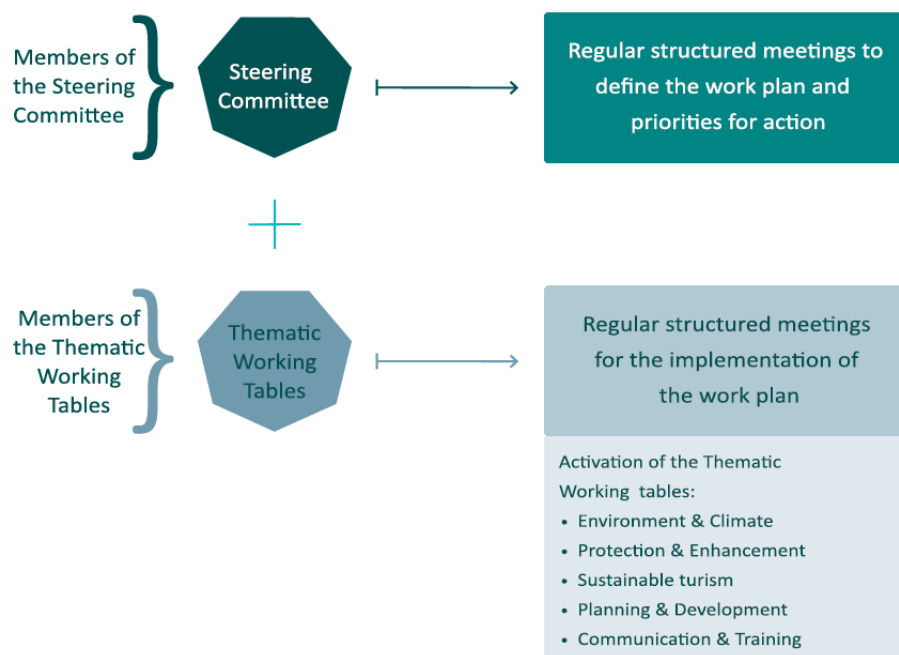 Members of
the Steering
Committee
Steering
Committee
Regular structured meetings to
define the work plan and
priorities for action
Members of
the Thematic
Working
Tables
Thematic
Working
Tables
Regular structured meetings
for the implementation of
the work plan
Activation of the Thematic
Working tables:
• Environment & Climate
• Protection & Enhancement
• Sustainable turism
• Planning & Development
• Communication & Training